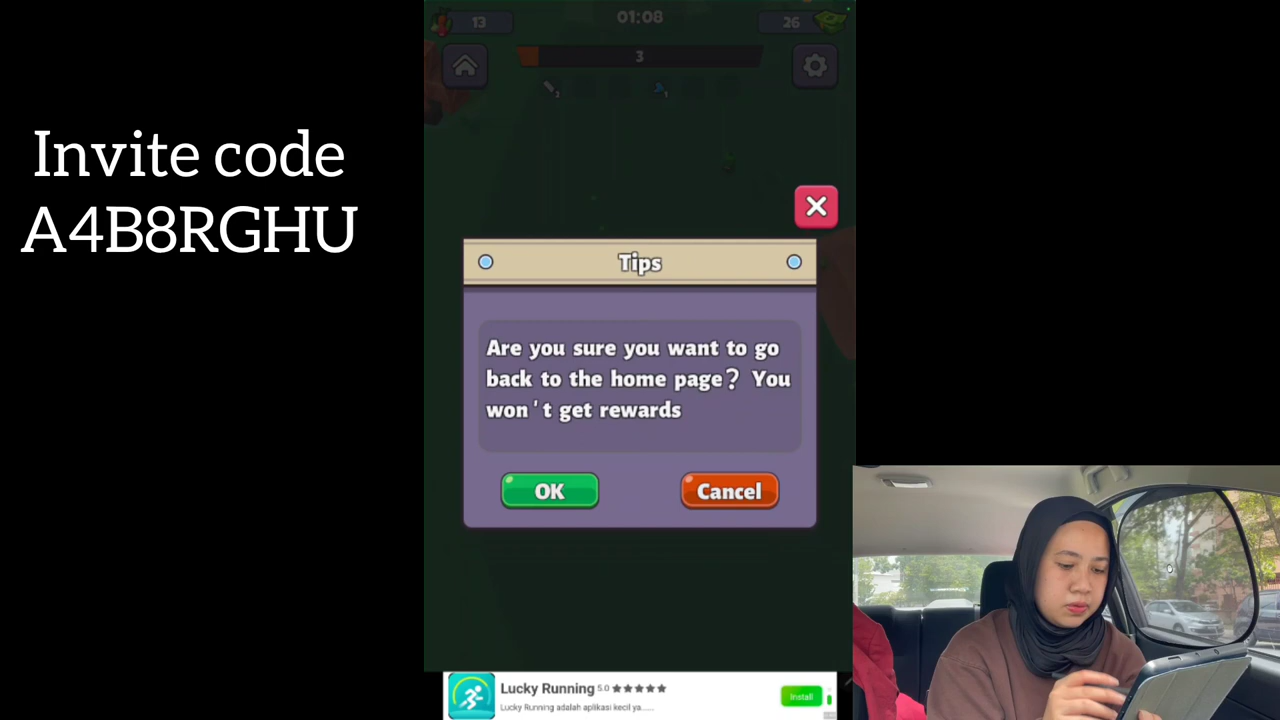 Invite code
A4B8RGHU
13
01:08
26
3
Tips
Are you sure you want to go
back to the home page? You
won't get rewards
OK
Cancel
Lucky Running 5.0
Lucky Running adalah aplikasi kecil ya......
Install